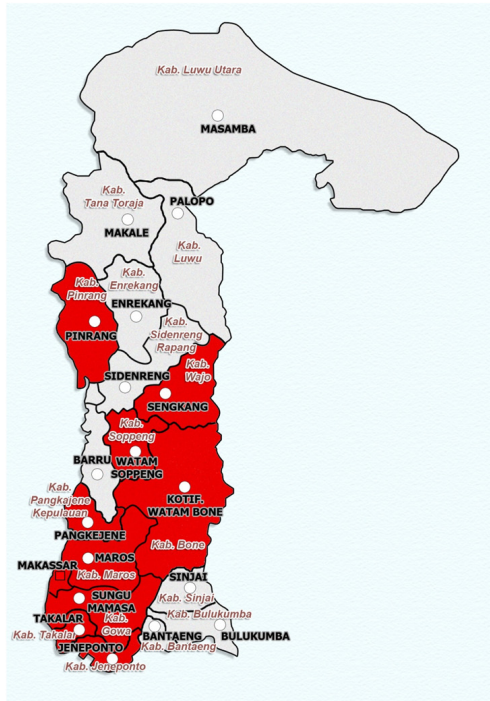 Kab. Luwu Utara
MASAMBA
Kab.
Tana Toraja
PALOPO
MAKALE
Kab.
Luwu
Kab.
Enrekang
Kab.
Pinrang
ENREKANG
Kab.
Sidenreng
Rapang
PINRANG
Kab.
Wajo
SIDENRENG
SENGKANG
Kab.
Soppeng
BARRU
WATAM
SOPPENG
Kab.
Pangkajene
Kepulauan
KOTIF.
WATAM BONE
PANGKEJENE
Kab. Bone
MAROS
MAKASSAR
Kab. Maros
SINJAI
SUNGU
MAMASA
Kab. Sinjai
Kab. Bulukumba
TAKALAR
Kab.
Gowa
Kab. Takalar
BANTAENG
BULUKUMBA
JENEPONTO
Kab. Bantaeng
Kab. Jeneponto